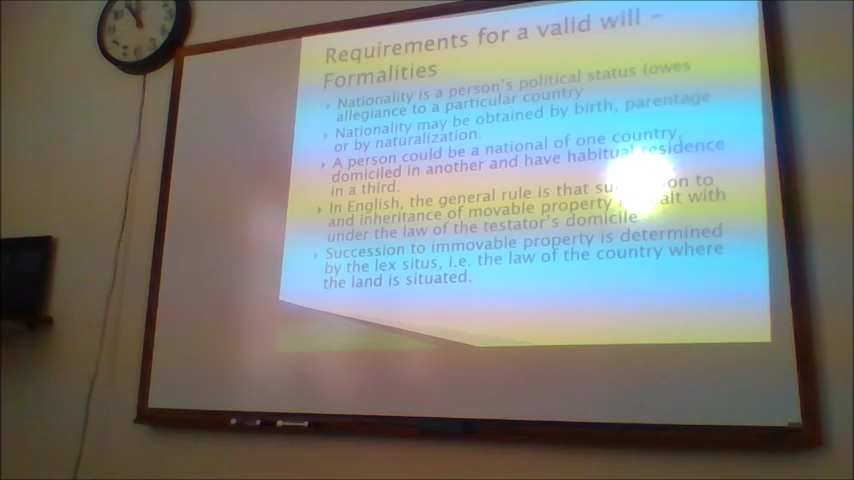 Requirements for a valid will –
Formalities
Nationality is a person's political status (owes
allegiance to a particular country
Nationality may be obtained by birth, parentage
or by naturalization.
A person could be a national of one country,
domiciled in another and have habitual residence
in a third.
In English, the general rule is that to
and inheritance of movable property with
under the law of the testator's domicile
Succession to immovable property is determined
by the lex situs, i.e. the law of the country where
the land is situated.